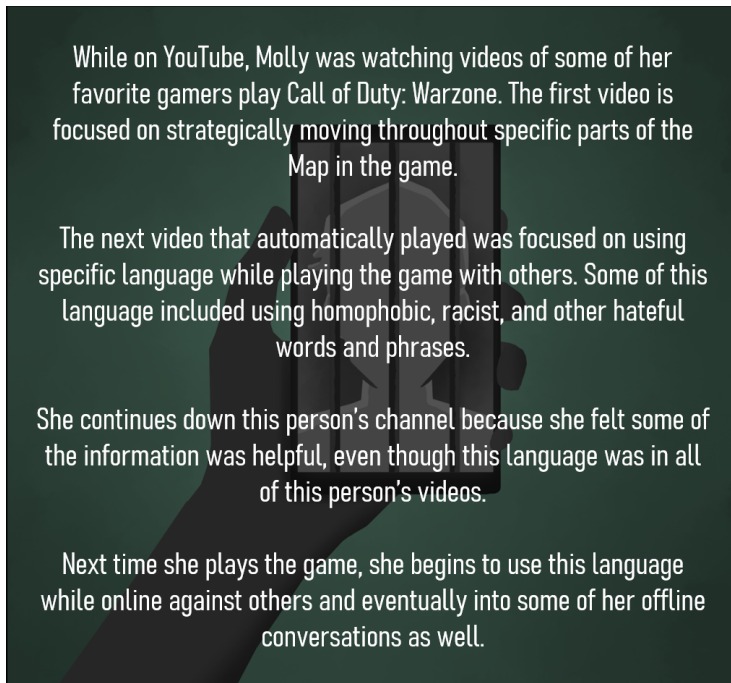 While on YouTube, Molly was watching videos of some of her
favorite gamers play Call of Duty: Warzone. The first video is
focused on strategically moving throughout specific parts of the
Map in the game.
The next video that automatically played was focused on using
specific language while playing the game with others. Some of this
language included using homophobic, racist, and other hateful
words and phrases.
She continues down this person's channel because she felt some of
the information was helpful, even though this language was in all
of this person's videos.
Next time she plays the game, she begins to use this language
while online against others and eventually into some of her offline
conversations as well.